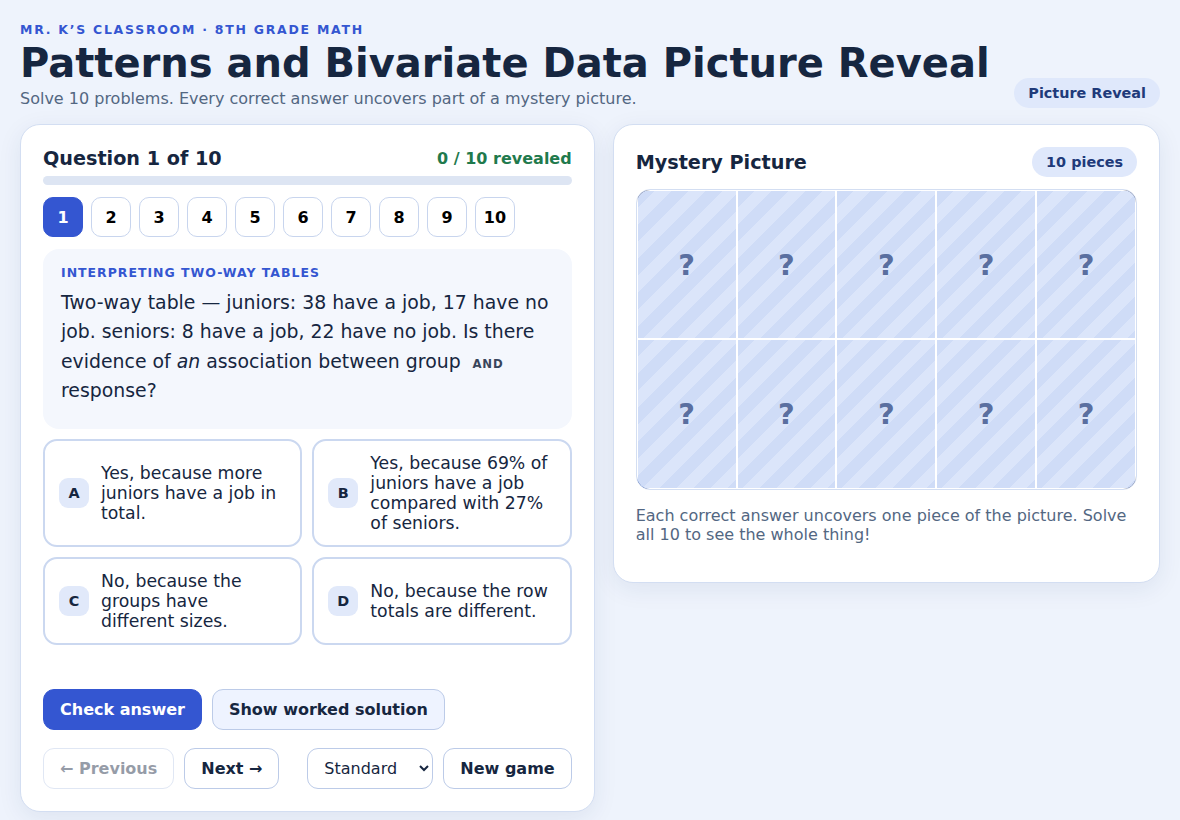 MR. K’S CLASSROOM · 8TH GRADE MATH
Patterns and Bivariate Data Picture Reveal
Solve 10 problems. Every correct answer uncovers part of a mystery picture.
Picture Reveal
Question 1 of 10
0 / 10 revealed
1 2 3 4 5 6 7 8 9 10
INTERPRETING TWO-WAY TABLES
Two-way table — juniors: 38 have a job, 17 have no
job. seniors: 8 have a job, 22 have no job. Is there
evidence of an association between group AND
response?
A
Yes, because more
juniors have a job in
total.
B
Yes, because 69% of
juniors have a job
compared with 27%
of seniors.
C
No, because the
groups have
different sizes.
D
No, because the row
totals are different.
Check answer
Show worked solution
← Previous
Next →
Standard
New game
Mystery Picture
10 pieces
? ? ? ? ?
? ? ? ? ?
Each correct answer uncovers one piece of the picture. Solve
all 10 to see the whole thing!